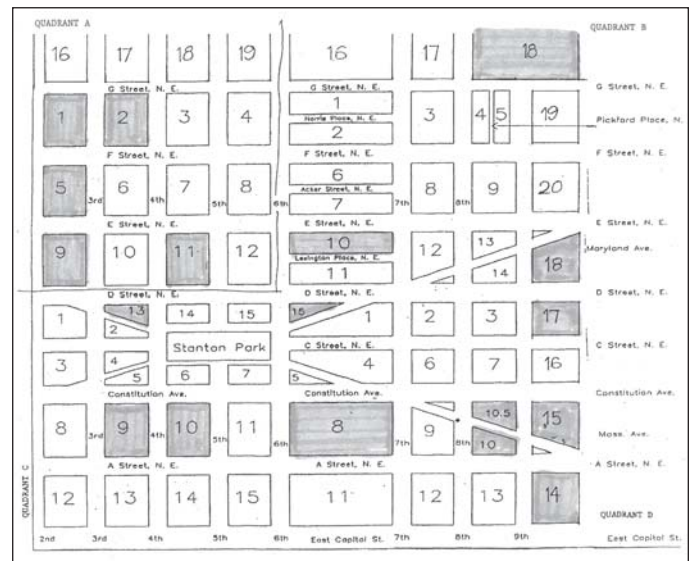 QUADRANT A QUADRANT B
16 17 18 19 16 17 18
G Street, N. E. G Street, N. E. G Street, N. E.
1 2 3 4 1 3 4 5 19
Norris Place, N. E. Pickford Place, N.
2
F Street, N. E. F Street, N. E. F Street, N. E.
5 6 7 8 6 8 9 20
3rd 4th 5th 6th Acker Street, N. E. 7th 8th
7
E Street, N. E. E Street, N. E. E Street, N. E.
9 10 11 12 10 12 13 18
Lexington Place, N. E. Maryland Ave.
11 14
D Street, N. E. D Street, N. E. D Street, N. E.
1 13 14 15 15 1 2 3 17
2
Stanton Park C Street, N. E. C Street, N. E.
3 4 4 6 7 16
5 6 7 5
Constitution Ave. Constitution Ave. Constitution Ave.
8 9 10 11 8 9 10.5 15
3rd 4th 5th 6th 7th 8th 10 Mass. Ave.
A Street, N. E. A Street, N. E. A Street, N. E.
12 13 14 15 11 12 13 14
QUADRANT C QUADRANT D
2nd 3rd 4th 5th 6th East Capitol St. 7th 8th 9th East Capitol St.